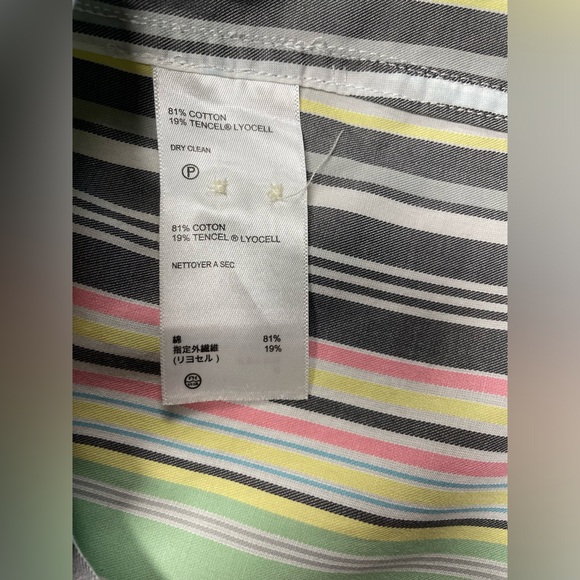 81% COTTON
19% TENCEL® LYOCELL
DRY CLEAN
P
81% COTON
19% TENCEL® LYOCELL
NETTOYER A SEC
綿 81%
指定外繊維 19%
(リヨセル)